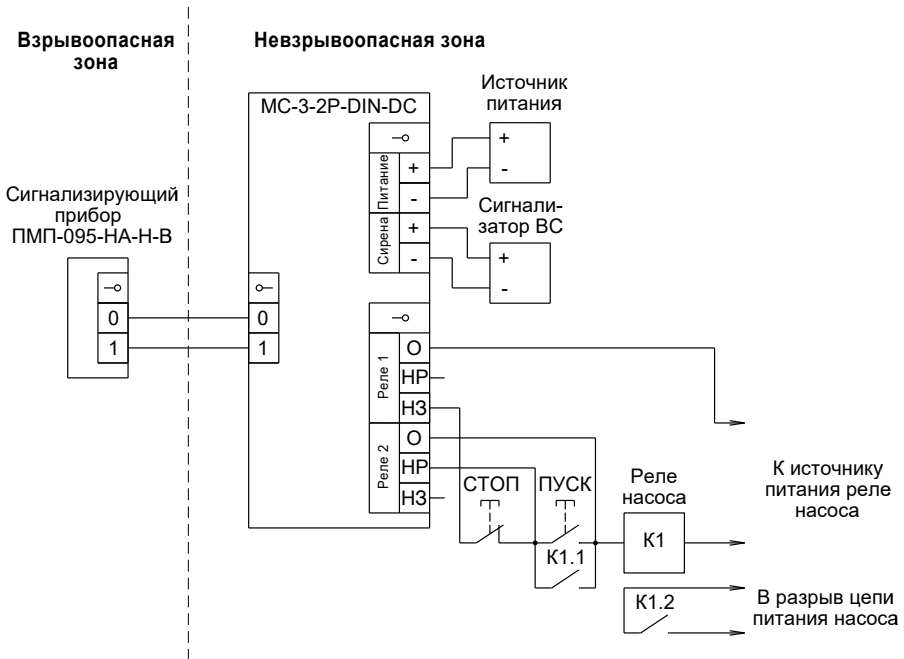 Взрывоопасная
зона
Невзрывоопасная зона
МС-3-2Р-DIN-DC
Источник
питания
+
-
Питание
+
-
Сирена
+
-
Сигнали-
затор ВС
+
-
Сигнализирующий
прибор
ПМП-095-НА-Н-В
0
1
0
1
Реле 1
О
НР
НЗ
Реле 2
О
НР
НЗ
СТОП
ПУСК
К1.1
Реле
насоса
К1
К источнику
питания реле
насоса
К1.2
В разрыв цепи
питания насоса